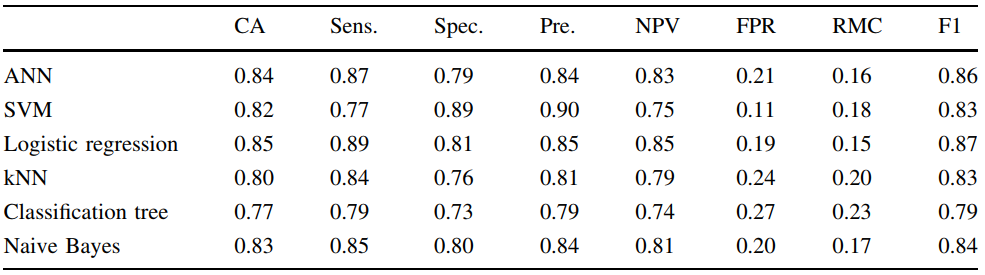 CA Sens. Spec. Pre. NPV FPR RMC F1
ANN 0.84 0.87 0.79 0.84 0.83 0.21 0.16 0.86
SVM 0.82 0.77 0.89 0.90 0.75 0.11 0.18 0.83
Logistic regression 0.85 0.89 0.81 0.85 0.85 0.19 0.15 0.87
kNN 0.80 0.84 0.76 0.81 0.79 0.24 0.20 0.83
Classification tree 0.77 0.79 0.73 0.79 0.74 0.27 0.23 0.79
Naive Bayes 0.83 0.85 0.80 0.84 0.81 0.20 0.17 0.84